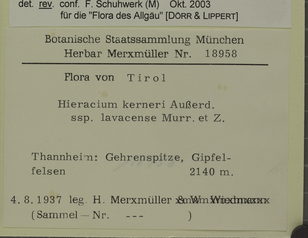 det. rev. conf. F. Schuhwerk (M) Okt. 2003
für die "Flora des Allgäu" [DÖRR & LIPPERT]
Botanische Staatssammlung München
Herbar Merxmüller Nr. 18958
Flora von Tirol
Hieracium kerneri Außerd,
ssp. lavacense Murr. et Z.
Thannheim: Gehrenspitze, Gipfel-
felsen 2140 m.
4.8.1937 leg. H. Merxmüller
(Sammel-Nr. --- )